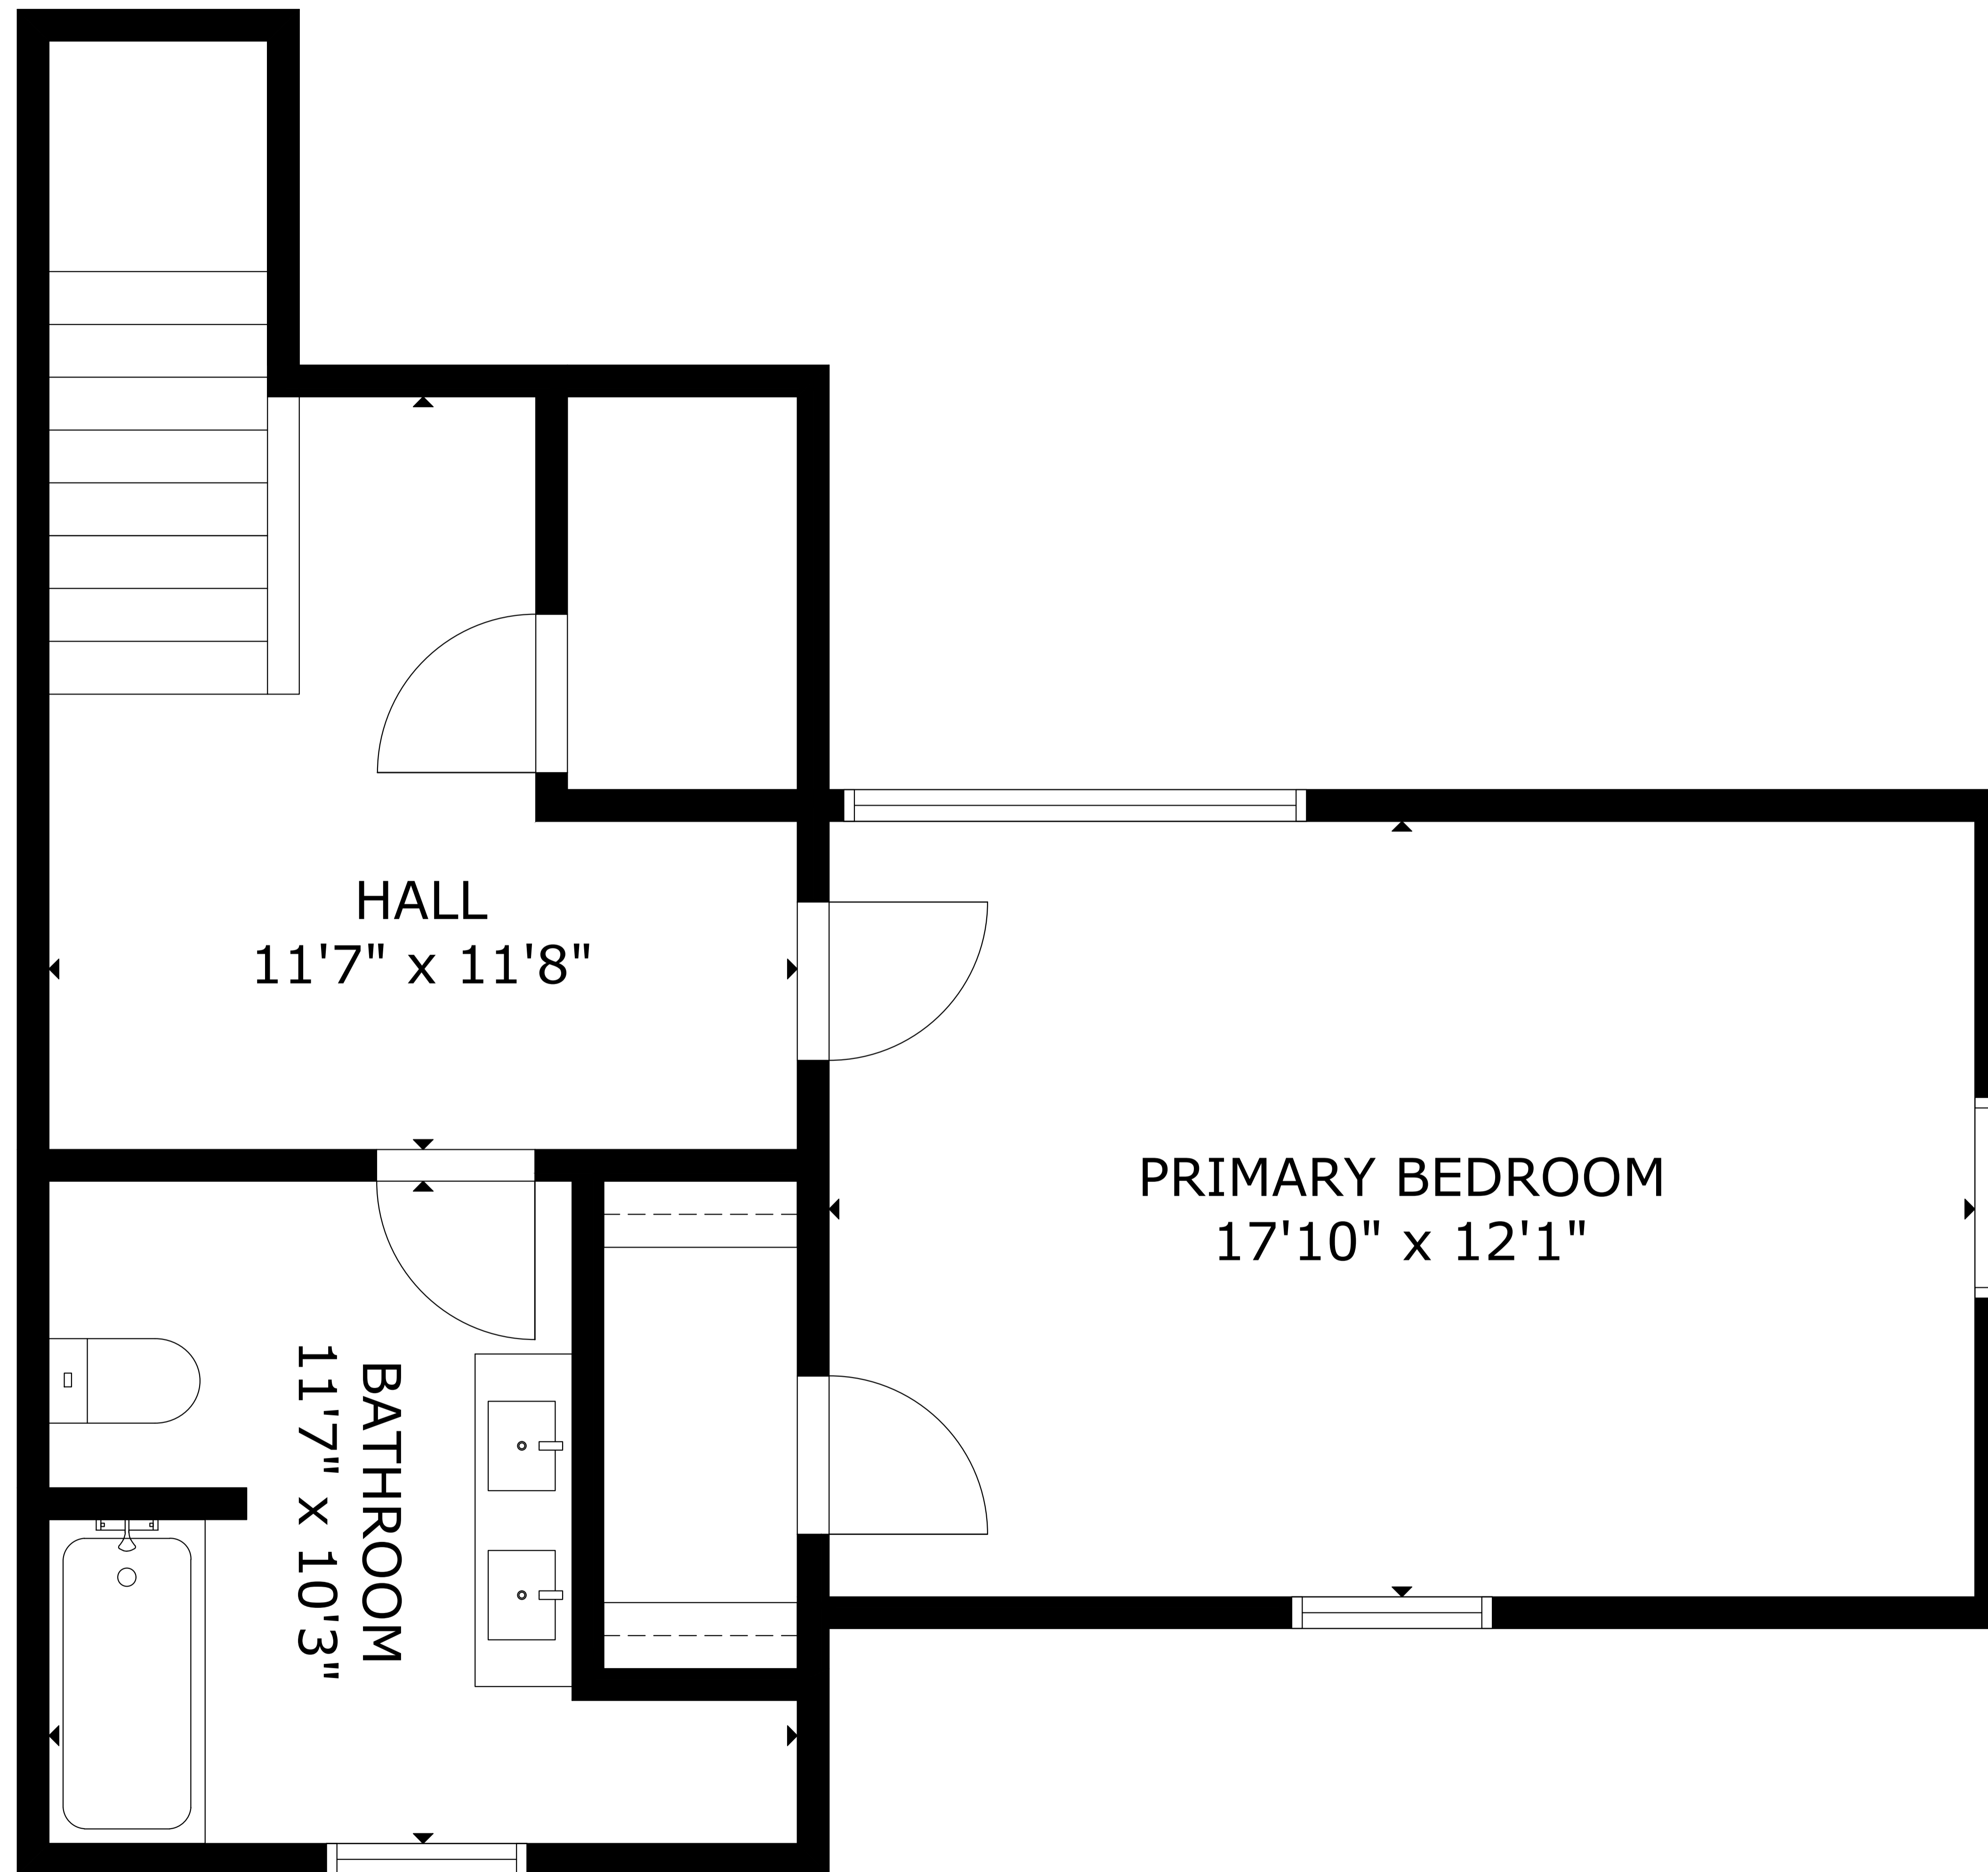 HALL
11'7" x 11'8"
PRIMARY BEDROOM
17'10" x 12'1"
BATHROOM
11'7" x 10'3"